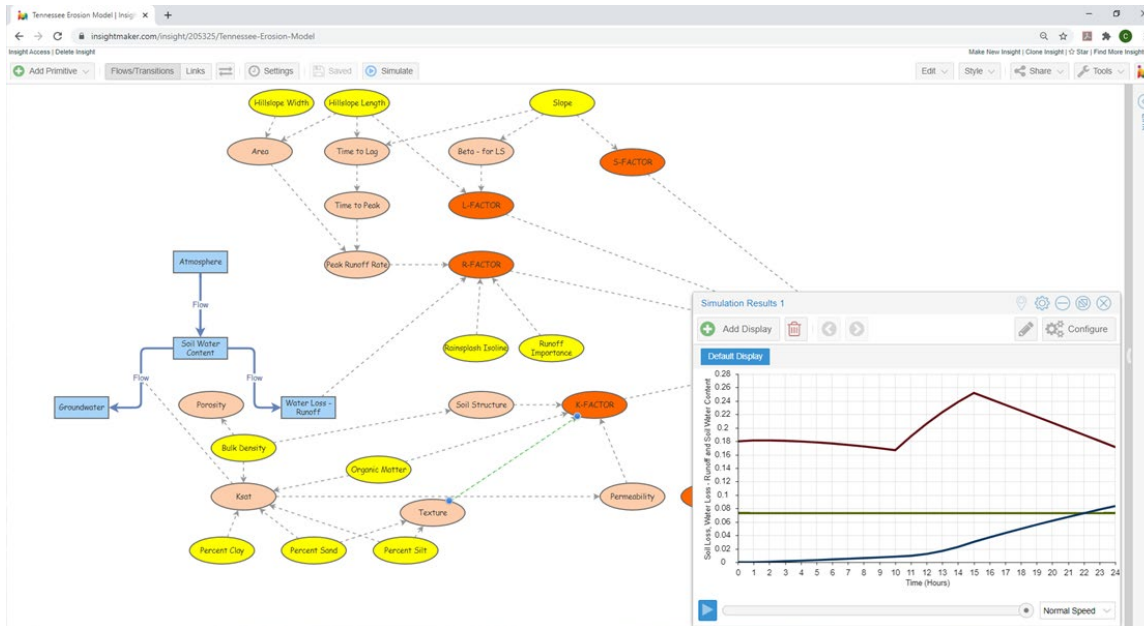 Tennessee Erosion Model | Insig
insightmaker.com/insight/205325/Tennessee-Erosion-Model
Insight Access | Delete Insight
Make New Insight | Clone Insight | Star | Find More Insight
Add Primitive
Flows/Transitions
Links
Settings
Saved
Simulate
Edit
Style
Share
Tools
Hillslope Width
Hillslope Length
Slope
Area
Time to Lag
Beta - for LS
S-FACTOR
Time to Peak
L-FACTOR
Atmosphere
Peak Runoff Rate
R-FACTOR
Flow
Soil Water
Content
Rainsplash Isoline
Runoff
Importance
Flow
Flow
Groundwater
Porosity
Water Loss -
Runoff
Soil Structure
K-FACTOR
Bulk Density
Organic Matter
Ksat
Texture
Permeability
Percent Clay
Percent Sand
Percent Silt
Simulation Results 1
Add Display
Configure
Default Display
Soil Loss, Water Loss - Runoff and Soil Water Content
0.28
0.26
0.24
0.22
0.2
0.18
0.16
0.14
0.12
0.1
0.08
0.06
0.04
0.02
0
0 1 2 3 4 5 6 7 8 9 10 11 12 13 14 15 16 17 18 19 20 21 22 23 24
Time (Hours)
Normal Speed